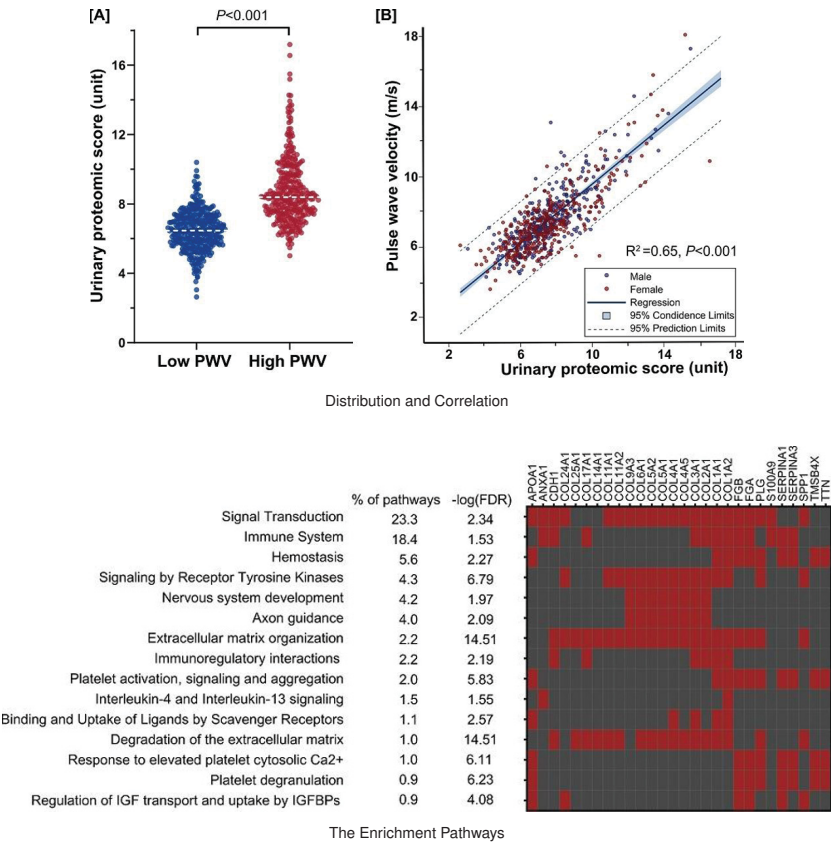 [A]
P<0.001
Urinary proteomic score (unit)
16
12
8
4
0
Low PWV High PWV
[B]
Pulse wave velocity (m/s)
18
14
10
6
2
R2=0.65, P<0.001
Male
Female
Regression
95% Condidence Limits
95% Prediction Limits
2 6 10 14 18
Urinary proteomic score (unit)
Distribution and Correlation
APOA1
ANXA1
CDH1
COL24A1
COL25A1
COL17A1
COL14A1
COL11A1
COL11A2
COL9A3
COL6A1
COL5A2
COL5A1
COL4A1
COL4A5
COL3A1
COL2A1
COL1A1
COL1A2
FGB
FGA
PLG
S100A9
SERPINA1
SERPINA3
SPP1
TMSB4X
TTN
% of pathways -log(FDR)
Signal Transduction 23.3 2.34
Immune System 18.4 1.53
Hemostasis 5.6 2.27
Signaling by Receptor Tyrosine Kinases 4.3 6.79
Nervous system development 4.2 1.97
Axon guidance 4.0 2.09
Extracellular matrix organization 2.2 14.51
Immunoregulatory interactions 2.2 2.19
Platelet activation, signaling and aggregation 2.0 5.83
Interleukin-4 and Interleukin-13 signaling 1.5 1.55
Binding and Uptake of Ligands by Scavenger Receptors 1.1 2.57
Degradation of the extracellular matrix 1.0 14.51
Response to elevated platelet cytosolic Ca2+ 1.0 6.11
Platelet degranulation 0.9 6.23
Regulation of IGF transport and uptake by IGFBPs 0.9 4.08
The Enrichment Pathways